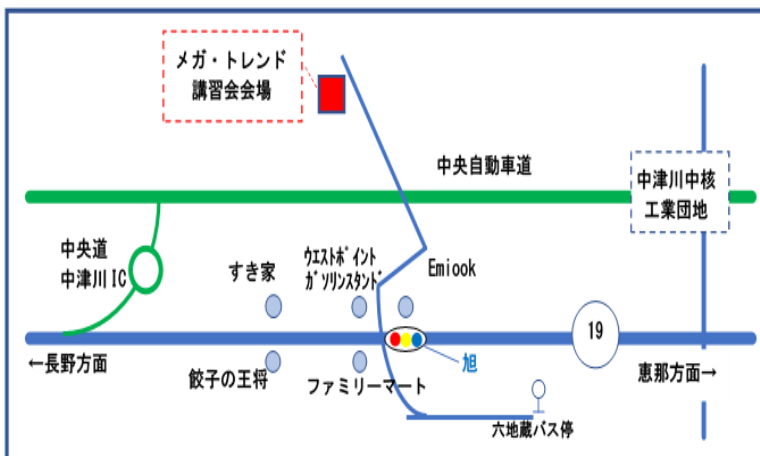 メガ・トレンド
講習会会場
中央自動車道
中津川中核
工業団地
中央道
中津川IC
すき家
ウエストポイント
ガソリンスタンド
Emiook
19
←長野方面
旭
餃子の王将
ファミリーマート
恵那方面→
六地蔵バス停